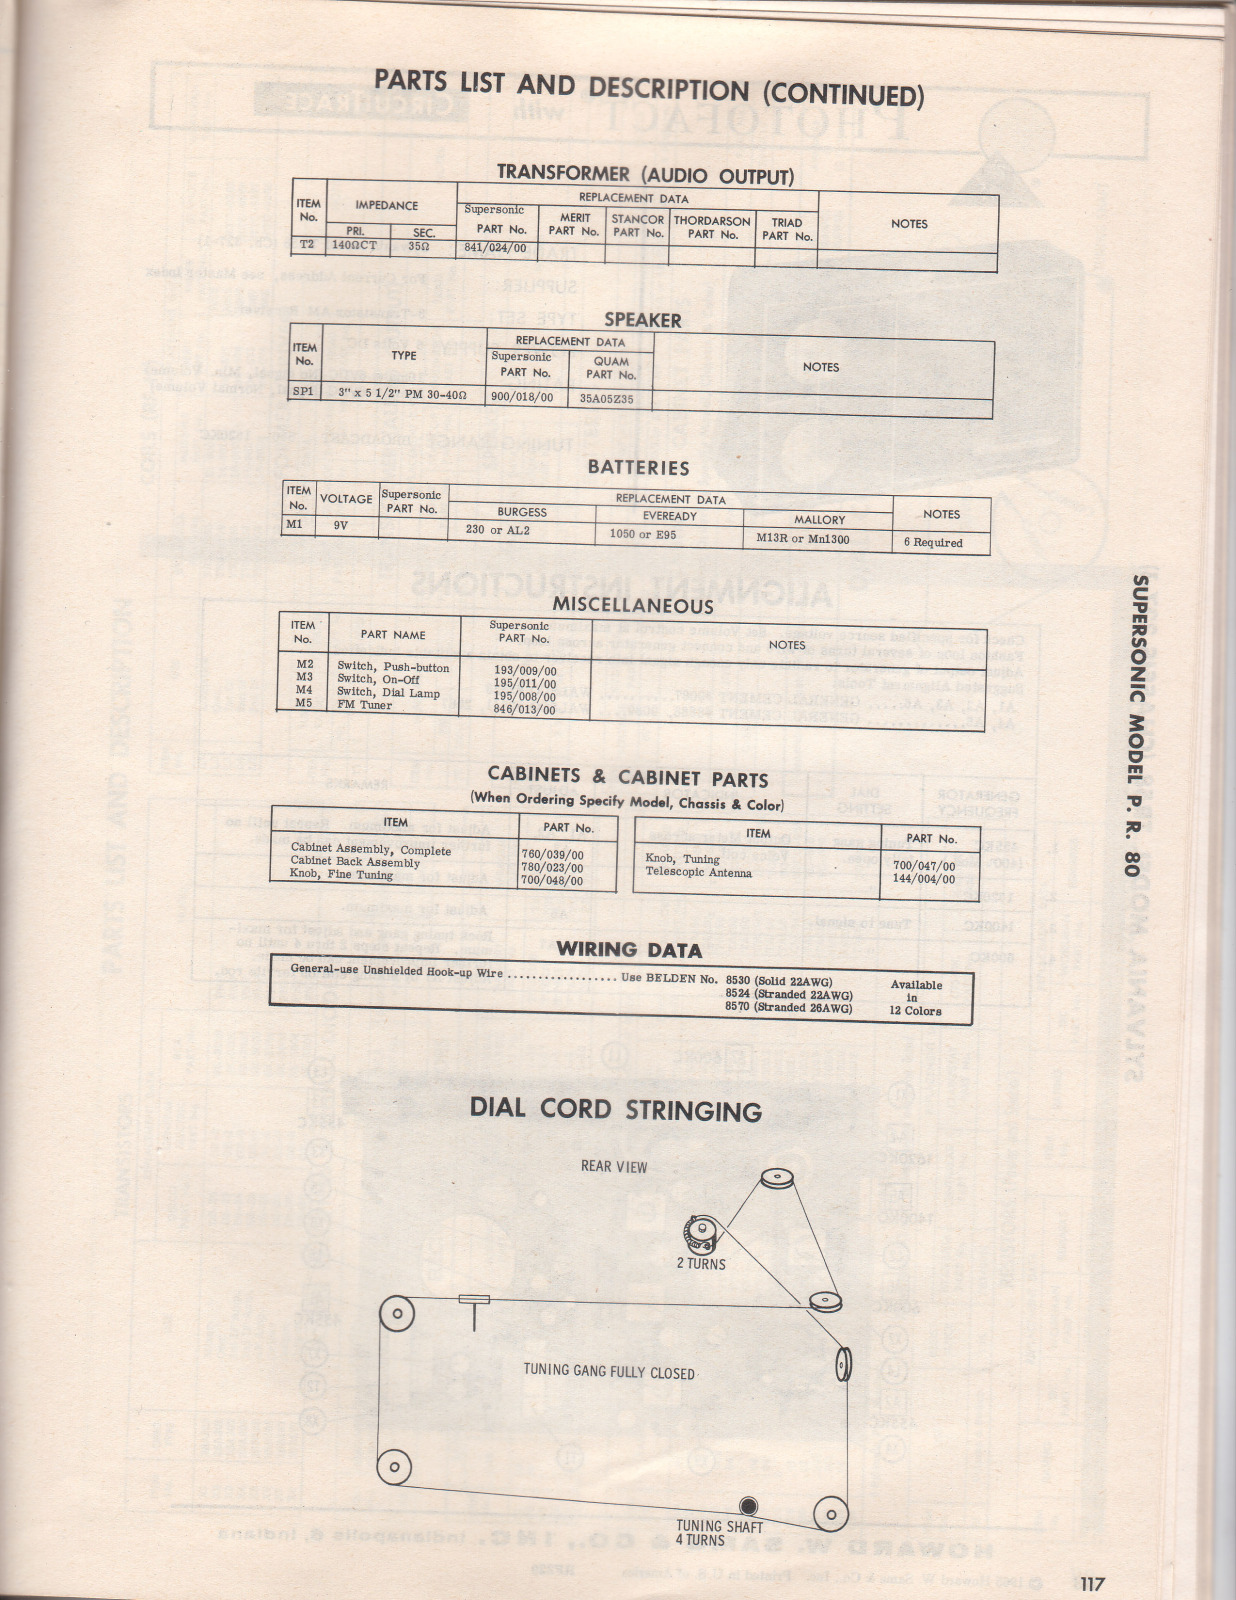 PARTS LIST AND DESCRIPTION (CONTINUED)
TRANSFORMER (AUDIO OUTPUT)
ITEM No. IMPEDANCE REPLACEMENT DATA NOTES
PRI. SEC. Supersonic PART No. MERIT PART No. STANCOR PART No. THORDARSON PART No. TRIAD PART No.
T2 140ΩCT 35Ω 841/024/00
SPEAKER
ITEM No. TYPE REPLACEMENT DATA NOTES
Supersonic PART No. QUAM PART No.
SP1 3" x 5 1/2" PM 30-40Ω 900/018/00 35A05Z35
BATTERIES
ITEM No. VOLTAGE Supersonic PART No. REPLACEMENT DATA NOTES
BURGESS EVEREADY MALLORY
M1 9V 230 or AL2 1050 or E95 M13R or Mn1300 6 Required
MISCELLANEOUS
ITEM No. PART NAME Supersonic PART No. NOTES
M2 Switch, Push-button 193/009/00
M3 Switch, On-Off 195/011/00
M4 Switch, Dial Lamp 195/008/00
M5 FM Tuner 846/013/00
CABINETS & CABINET PARTS
(When Ordering Specify Model, Chassis & Color)
ITEM PART No.
Cabinet Assembly, Complete 760/039/00
Cabinet Back Assembly 780/023/00
Knob, Fine Tuning 700/048/00
ITEM PART No.
Knob, Tuning 700/047/00
Telescopic Antenna 144/004/00
WIRING DATA
General-use Unshielded Hook-up Wire ................. Use BELDEN No. 8530 (Solid 22AWG) Available
8524 (Stranded 22AWG) in
8570 (Stranded 26AWG) 12 Colors
DIAL CORD STRINGING
REAR VIEW
2 TURNS
TUNING GANG FULLY CLOSED
TUNING SHAFT
4 TURNS
SUPERSONIC MODEL P. R. 80
117